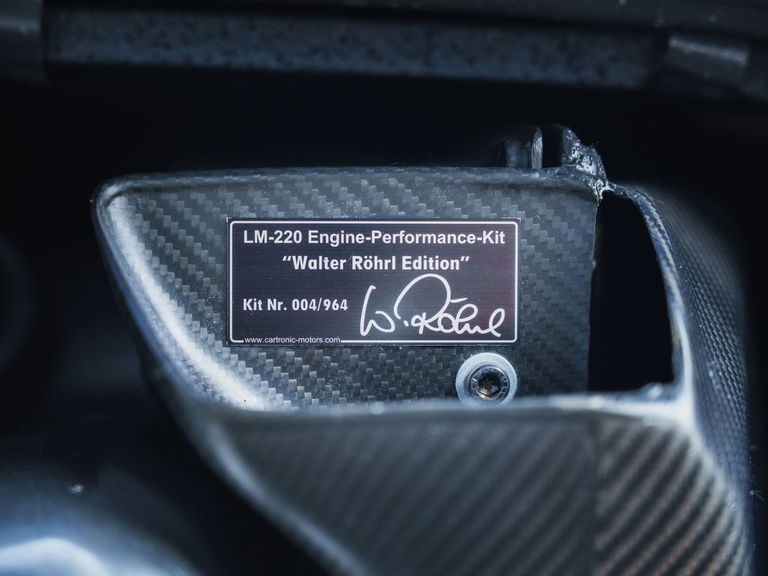 LM-220 Engine-Performance-Kit
“Walter Röhrl Edition”
Kit Nr. 004/964
W. Röhrl
www.cartronic-motors.com